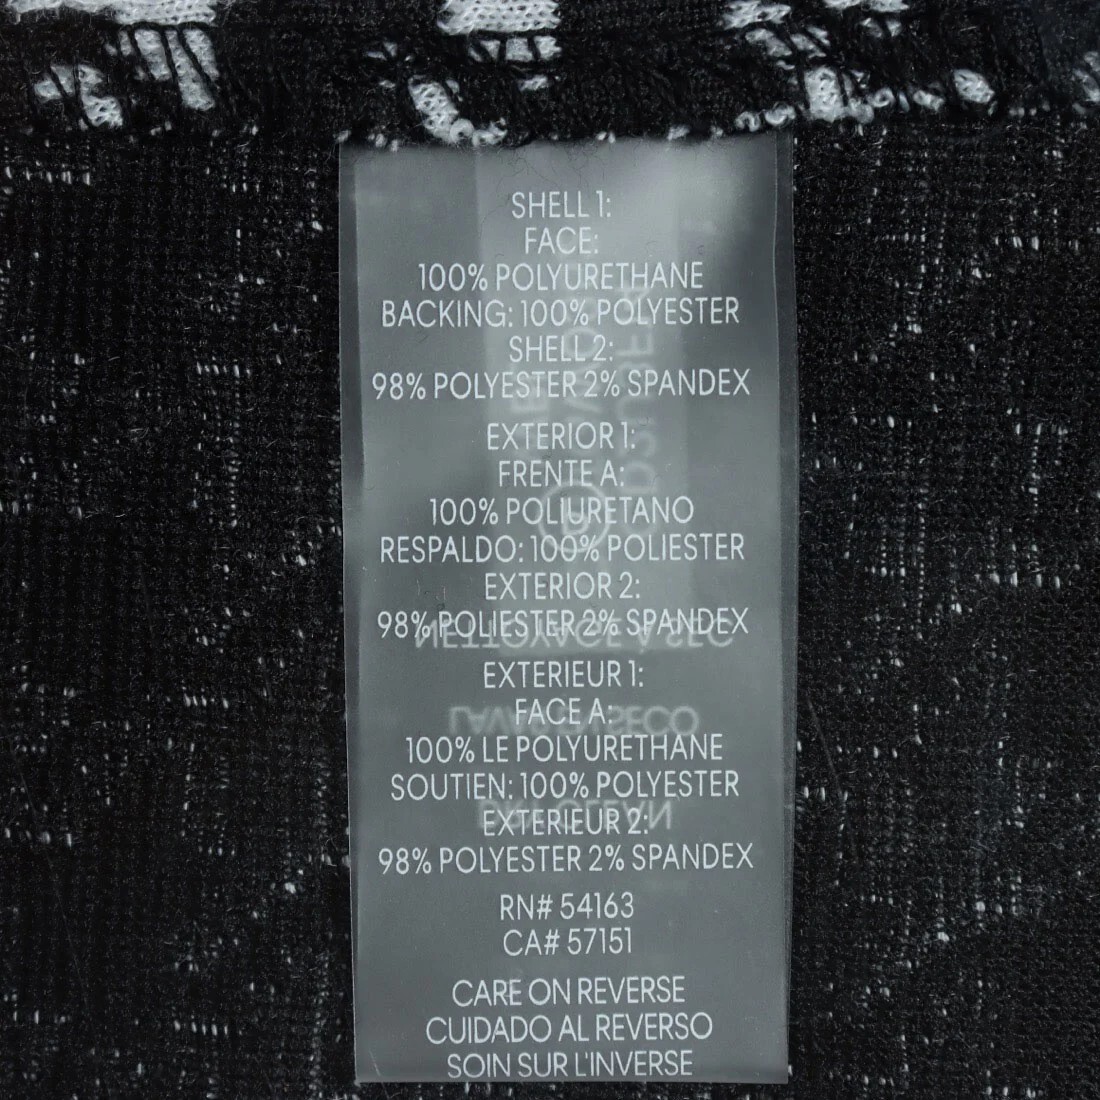 SHELL 1:
FACE:
100% POLYURETHANE
BACKING: 100% POLYESTER
SHELL 2:
98% POLYESTER 2% SPANDEX
EXTERIOR 1:
FRENTE A:
100% POLIURETANO
RESPALDO: 100% POLIESTER
EXTERIOR 2:
98% POLIESTER 2% SPANDEX
EXTERIEUR 1:
FACE A:
100% LE POLYURETHANE
SOUTIEN: 100% POLYESTER
EXTERIEUR 2:
98% POLYESTER 2% SPANDEX
RN# 54163
CA# 57151
CARE ON REVERSE
CUIDADO AL REVERSO
SOIN SUR L'INVERSE